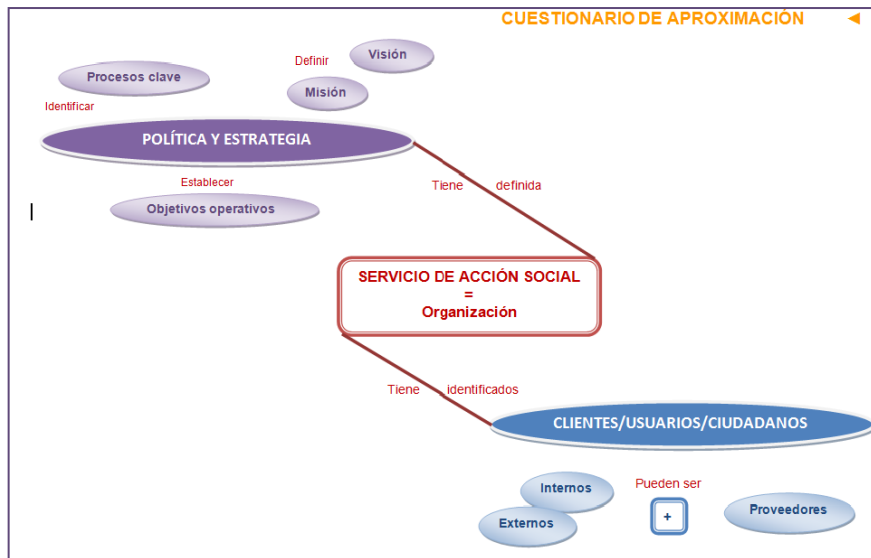 CUESTIONARIO DE APROXIMACIÓN
Visión
Definir
Procesos clave
Misión
Identificar
POLÍTICA Y ESTRATEGIA
Establecer
Tiene definida
Objetivos operativos
SERVICIO DE ACCIÓN SOCIAL
=
Organización
Tiene identificados
CLIENTES/USUARIOS/CIUDADANOS
Internos
Pueden ser
Externos
+
Proveedores